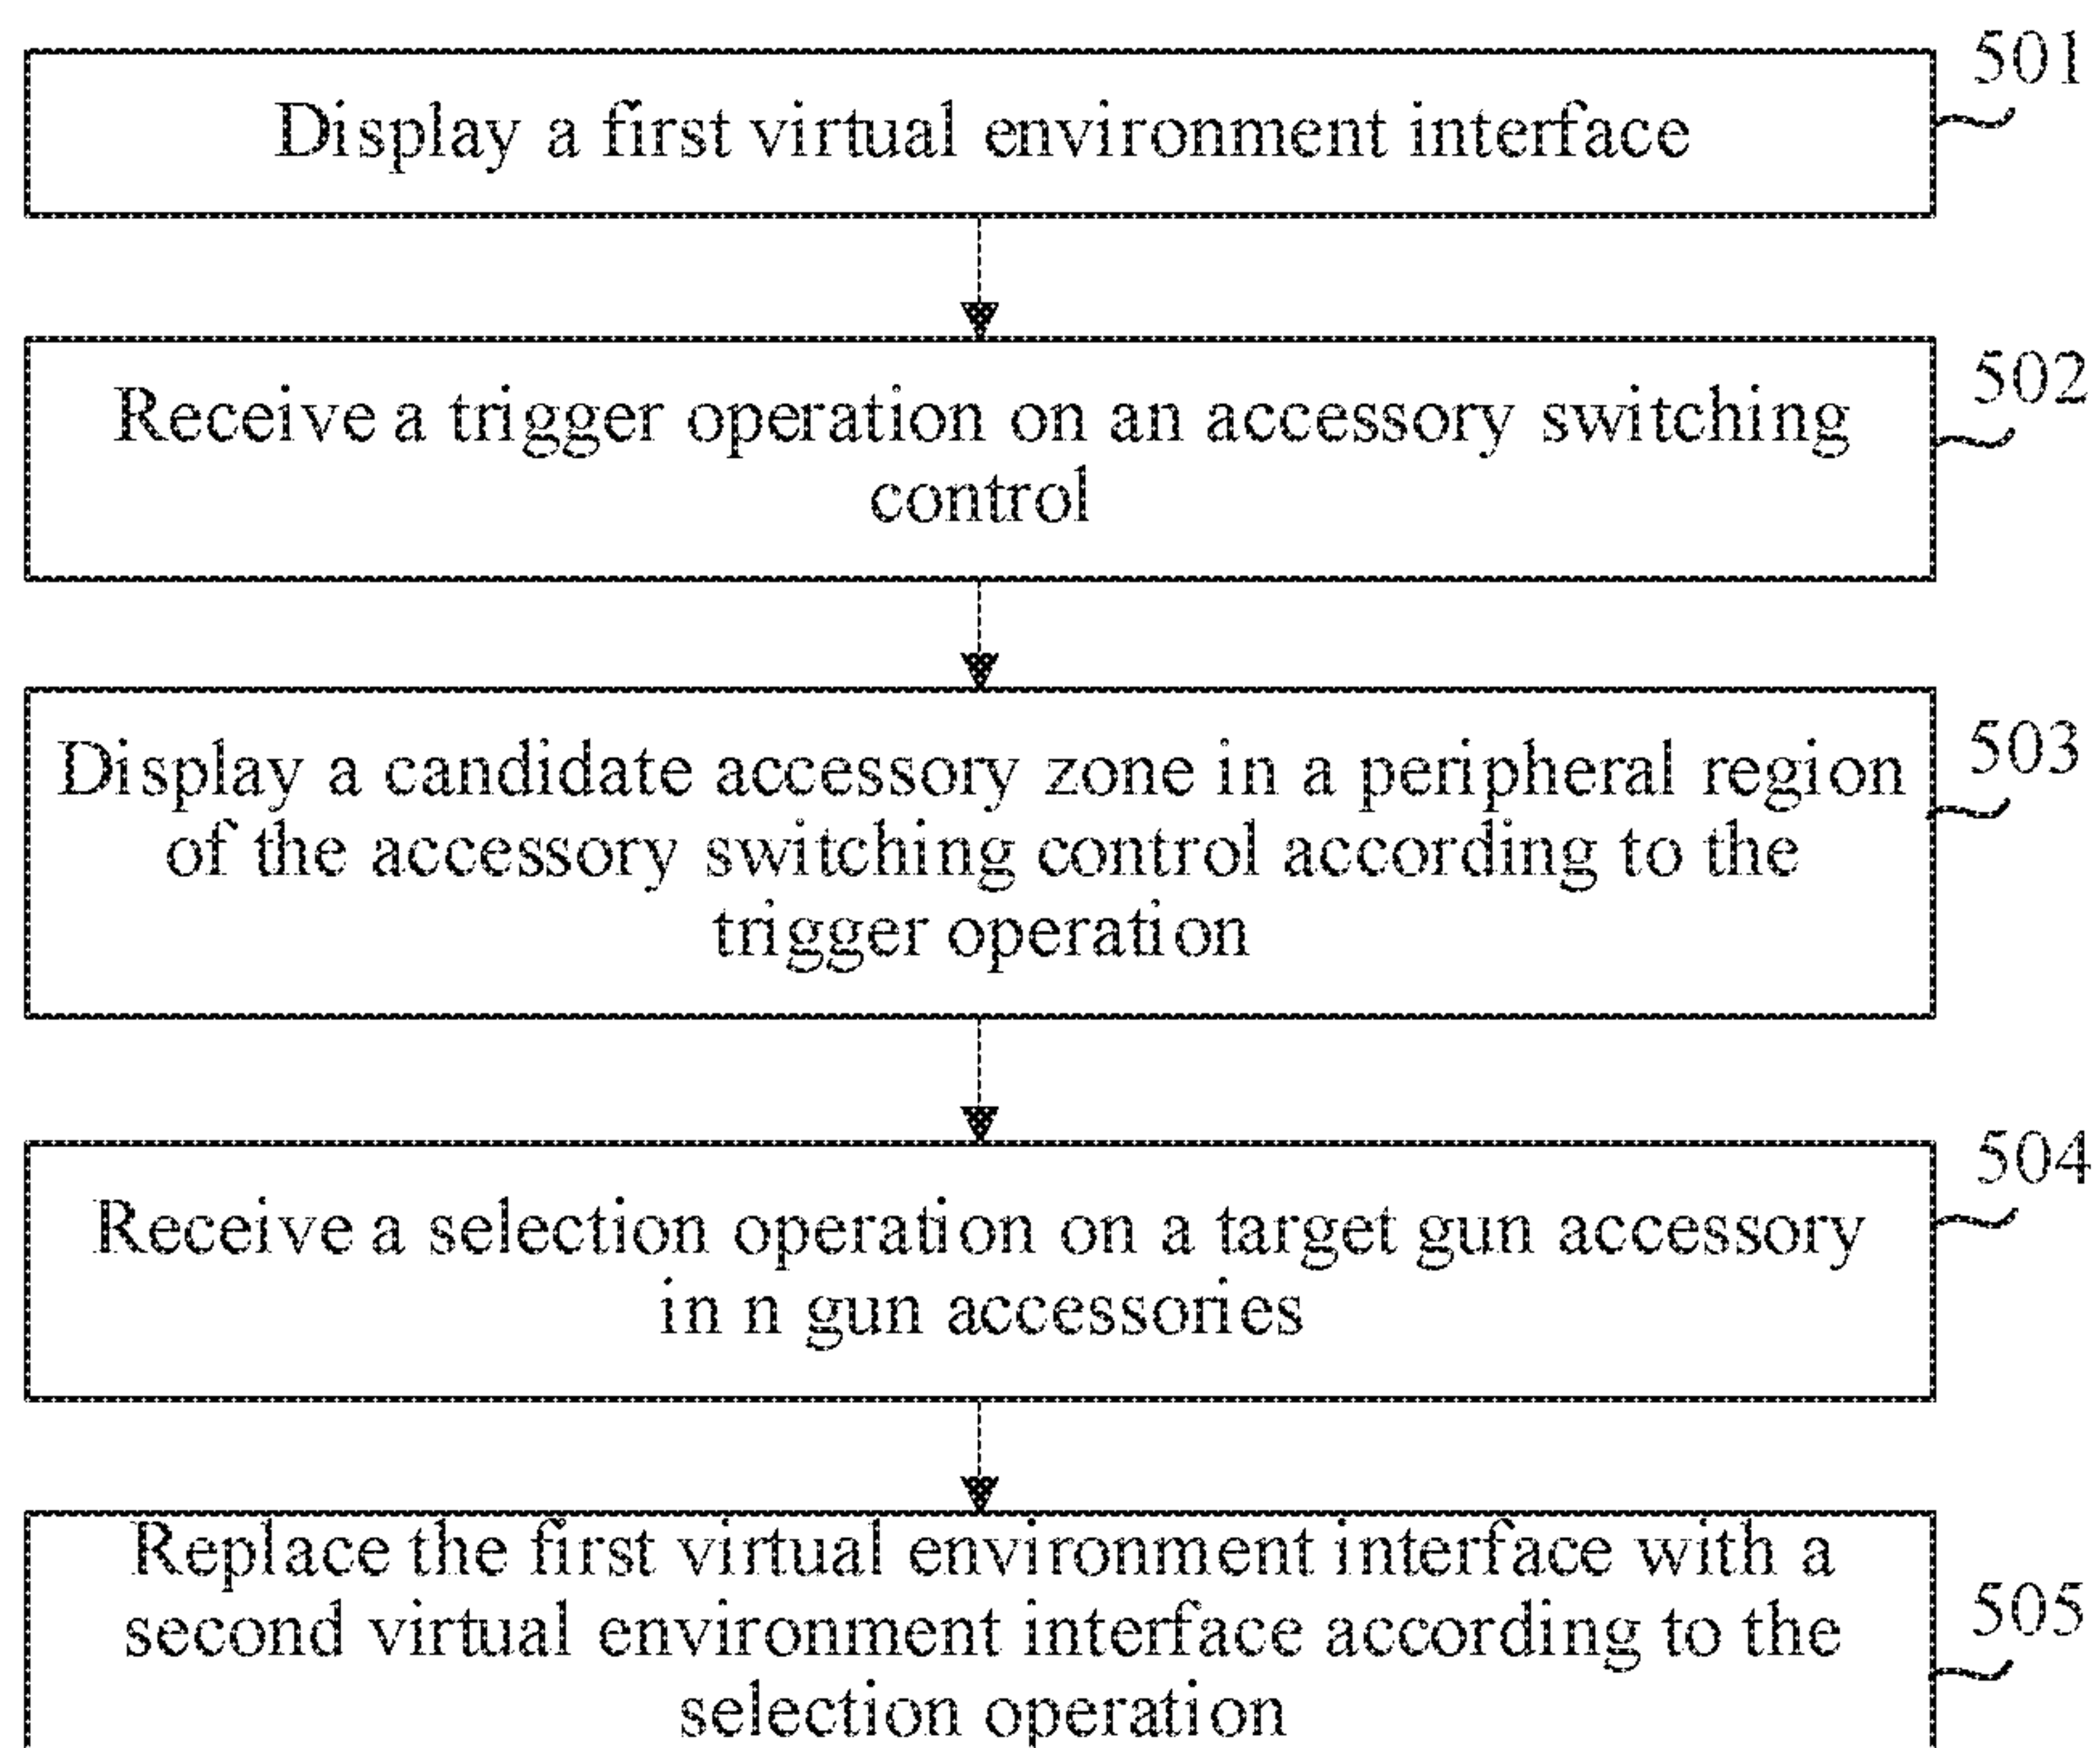 501
Display a first virtual environment interface
502
Receive a trigger operation on an accessory switching
control
503
Display a candidate accessory zone in a peripheral region
of the accessory switching control according to the
trigger operation
504
Receive a selection operation on a target gun accessory
in n gun accessories
Replace the first virtual environment interface with a
505
second virtual environment interface according to the
selection operation